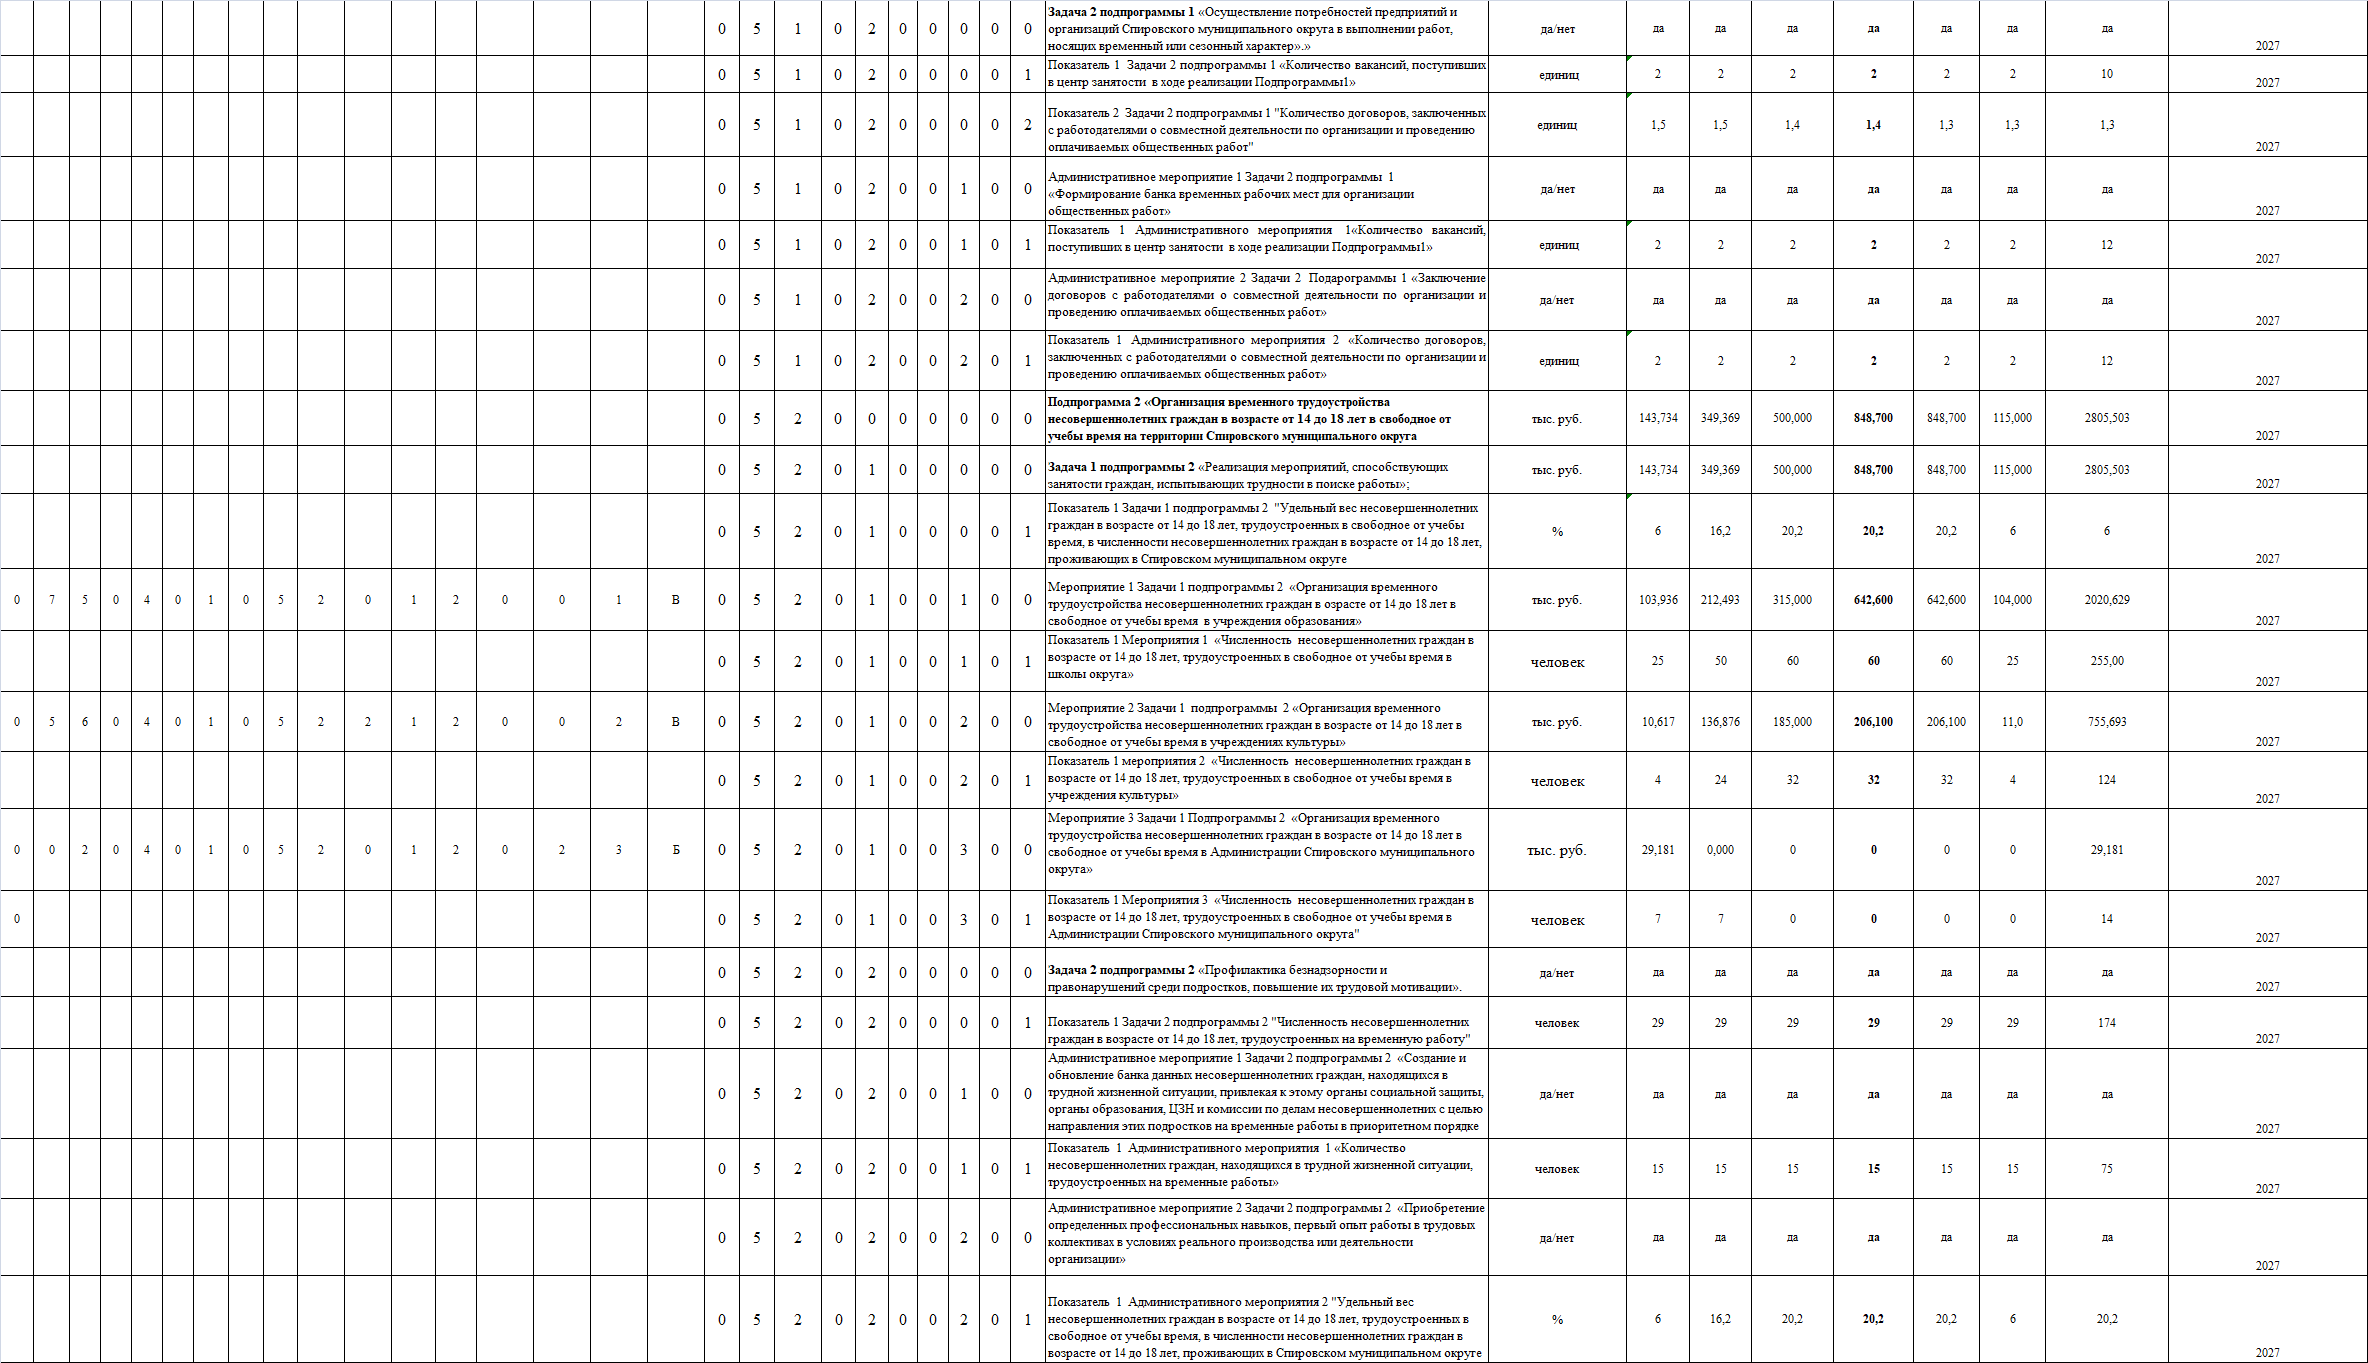 0 5 1 0 2 0 0 0 0 0 Задача 2 подпрограммы 1 «Осуществление потребностей предприятий и
организаций Спировского муниципального округа в выполнении работ,
носящих временный или сезонный характер».» да/нет да да да да да да да 2027
0 5 1 0 2 0 0 0 0 1 Показатель 1 Задачи 2 подпрограммы 1 «Количество вакансий, поступивших
в центр занятости в ходе реализации Подпрограммы1» единиц 2 2 2 2 2 2 10 2027
0 5 1 0 2 0 0 0 0 2 Показатель 2 Задачи 2 подпрограммы 1 "Количество договоров, заключенных
с работодателями о совместной деятельности по организации и проведению
оплачиваемых общественных работ" единиц 1,5 1,5 1,4 1,4 1,3 1,3 1,3 2027
0 5 1 0 2 0 0 1 0 0 Административное мероприятие 1 Задачи 2 подпрограммы 1
«Формирование банка временных рабочих мест для организации
общественных работ» да/нет да да да да да да да 2027
0 5 1 0 2 0 0 1 0 1 Показатель 1 Административного мероприятия 1«Количество вакансий,
поступивших в центр занятости в ходе реализации Подпрограммы1» единиц 2 2 2 2 2 2 12 2027
0 5 1 0 2 0 0 2 0 0 Административное мероприятие 2 Задачи 2 Подарограммы 1 «Заключение
договоров с работодателями о совместной деятельности по организации и
проведению оплачиваемых общественных работ» да/нет да да да да да да да 2027
0 5 1 0 2 0 0 2 0 1 Показатель 1 Административного мероприятия 2 «Количество договоров,
заключенных с работодателями о совместной деятельности по организации и
проведению оплачиваемых общественных работ» единиц 2 2 2 2 2 2 12 2027
0 5 2 0 0 0 0 0 0 0 Подпрограмма 2 «Организация временного трудоустройства
несовершеннолетних граждан в возрасте от 14 до 18 лет в свободное от
учебы время на территории Спировского муниципального округа тыс. руб. 143,734 349,369 500,000 848,700 848,700 115,000 2805,503 2027
0 5 2 0 1 0 0 0 0 0 Задача 1 подпрограммы 2 «Реализация мероприятий, способствующих
занятости граждан, испытывающих трудности в поиске работы»; тыс. руб. 143,734 349,369 500,000 848,700 848,700 115,000 2805,503 2027
0 5 2 0 1 0 0 0 0 1 Показатель 1 Задачи 1 подпрограммы 2 "Удельный вес несовершеннолетних
граждан в возрасте от 14 до 18 лет, трудоустроенных в свободное от учебы
время, в численности несовершеннолетних граждан в возрасте от 14 до 18 лет,
проживающих в Спировском муниципальном округе % 6 16,2 20,2 20,2 20,2 6 6 2027
0 7 5 0 4 0 1 0 5 2 0 1 2 0 0 1 В 0 5 2 0 1 0 0 1 0 0 Мероприятие 1 Задачи 1 подпрограммы 2 «Организация временного
трудоустройства несовершеннолетних граждан в озрасте от 14 до 18 лет в
свободное от учебы время в учреждения образования» тыс. руб. 103,936 212,493 315,000 642,600 642,600 104,000 2020,629 2027
0 5 2 0 1 0 0 1 0 1 Показатель 1 Мероприятия 1 «Численность несовершеннолетних граждан в
возрасте от 14 до 18 лет, трудоустроенных в свободное от учебы время в
школы округа» человек 25 50 60 60 60 25 255,00 2027
0 5 6 0 4 0 1 0 5 2 2 1 2 0 0 2 В 0 5 2 0 1 0 0 2 0 0 Мероприятие 2 Задачи 1 подпрограммы 2 «Организация временного
трудоустройства несовершеннолетних граждан в возрасте от 14 до 18 лет в
свободное от учебы время в учреждениях культуры» тыс. руб. 10,617 136,876 185,000 206,100 206,100 11,0 755,693 2027
0 5 2 0 1 0 0 2 0 1 Показатель 1 мероприятия 2 «Численность несовершеннолетних граждан в
возрасте от 14 до 18 лет, трудоустроенных в свободное от учебы время в
учреждения культуры» человек 4 24 32 32 32 4 124 2027
0 0 2 0 4 0 1 0 5 2 0 1 2 0 2 3 Б 0 5 2 0 1 0 0 3 0 0 Мероприятие 3 Задачи 1 Подпрограммы 2 «Организация временного
трудоустройства несовершеннолетних граждан в возрасте от 14 до 18 лет в
свободное от учебы время в Администрации Спировского муниципального
округа» тыс. руб. 29,181 0,000 0 0 0 0 29,181 2027
0 0 5 2 0 1 0 0 3 0 1 Показатель 1 Мероприятия 3 «Численность несовершеннолетних граждан в
возрасте от 14 до 18 лет, трудоустроенных в свободное от учебы время в
Администрации Спировского муниципального округа" человек 7 7 0 0 0 0 14 2027
0 5 2 0 2 0 0 0 0 0 Задача 2 подпрограммы 2 «Профилактика безнадзорности и
правонарушений среди подростков, повышение их трудовой мотивации». да/нет да да да да да да да 2027
0 5 2 0 2 0 0 0 0 1 Показатель 1 Задачи 2 подпрограммы 2 "Численность несовершеннолетних
граждан в возрасте от 14 до 18 лет, трудоустроенных на временную работу" человек 29 29 29 29 29 29 174 2027
0 5 2 0 2 0 0 1 0 0 Административное мероприятие 1 Задачи 2 подпрограммы 2 «Создание и
обновление банка данных несовершеннолетних граждан, находящихся в
трудной жизненной ситуации, привлекая к этому органы социальной защиты,
органы образования, ЦЗН и комиссии по делам несовершеннолетних с целью
направления этих подростков на временные работы в приоритетном порядке да/нет да да да да да да да 2027
0 5 2 0 2 0 0 1 0 1 Показатель 1 Административного мероприятия 1 «Количество
несовершеннолетних граждан, находящихся в трудной жизненной ситуации,
трудоустроенных на временные работы» человек 15 15 15 15 15 15 75 2027
0 5 2 0 2 0 0 2 0 0 Административное мероприятие 2 Задачи 2 подпрограммы 2 «Приобретение
определенных профессиональных навыков, первый опыт работы в трудовых
коллективах в условиях реального производства или деятельности
организации» да/нет да да да да да да да 2027
0 5 2 0 2 0 0 2 0 1 Показатель 1 Административного мероприятия 2 "Удельный вес
несовершеннолетних граждан в возрасте от 14 до 18 лет, трудоустроенных в
свободное от учебы время, в численности несовершеннолетних граждан в
возрасте от 14 до 18 лет, проживающих в Спировском муниципальном округе % 6 16,2 20,2 20,2 20,2 6 20,2 2027